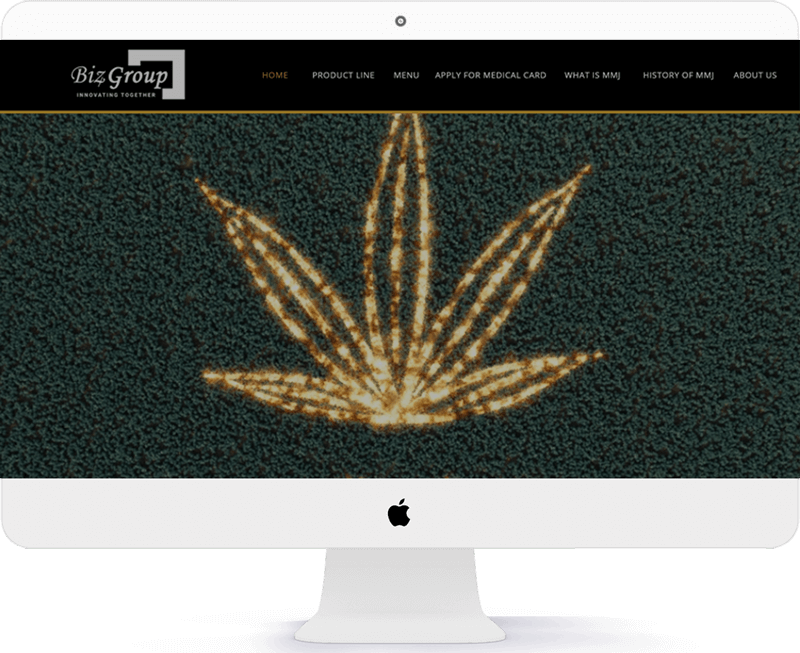 Biz Group
INNOVATING TOGETHER
HOME PRODUCT LINE MENU APPLY FOR MEDICAL CARD WHAT IS MMJ HISTORY OF MMJ ABOUT US